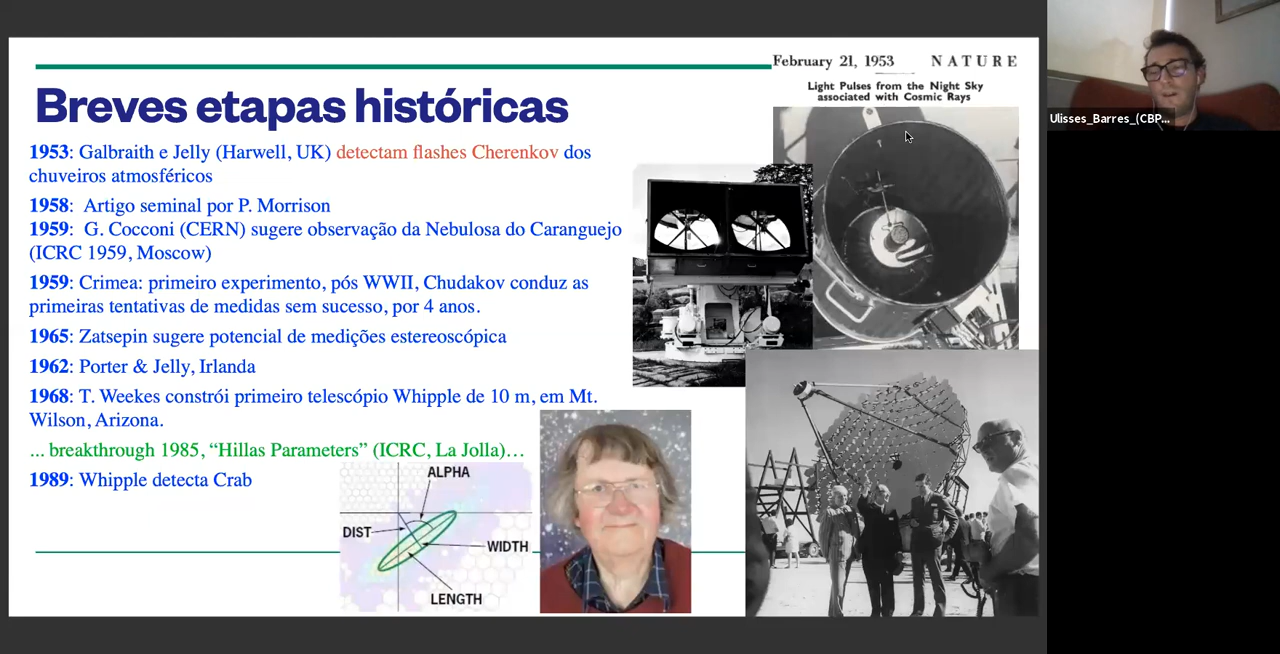 February 21, 1953 NATURE
Light Pulses from the Night Sky
associated with Cosmic Rays
Breves etapas históricas
1953: Galbraith e Jelly (Harwell, UK) detectam flashes Cherenkov dos
chuveiros atmosféricos
1958: Artigo seminal por P. Morrison
1959: G. Cocconi (CERN) sugere observação da Nebulosa do Caranguejo
(ICRC 1959, Moscow)
1959: Crimea: primeiro experimento, pós WWII, Chudakov conduz as
primeiras tentativas de medidas sem sucesso, por 4 anos.
1965: Zatsepin sugere potencial de medições estereoscópica
1962: Porter & Jelly, Irlanda
1968: T. Weekes constrói primeiro telescópio Whipple de 10 m, em Mt.
Wilson, Arizona.
... breakthrough 1985, “Hillas Parameters” (ICRC, La Jolla)…
1989: Whipple detecta Crab
ALPHA
DIST
WIDTH
LENGTH
Ulisses_Barres_(CBP...